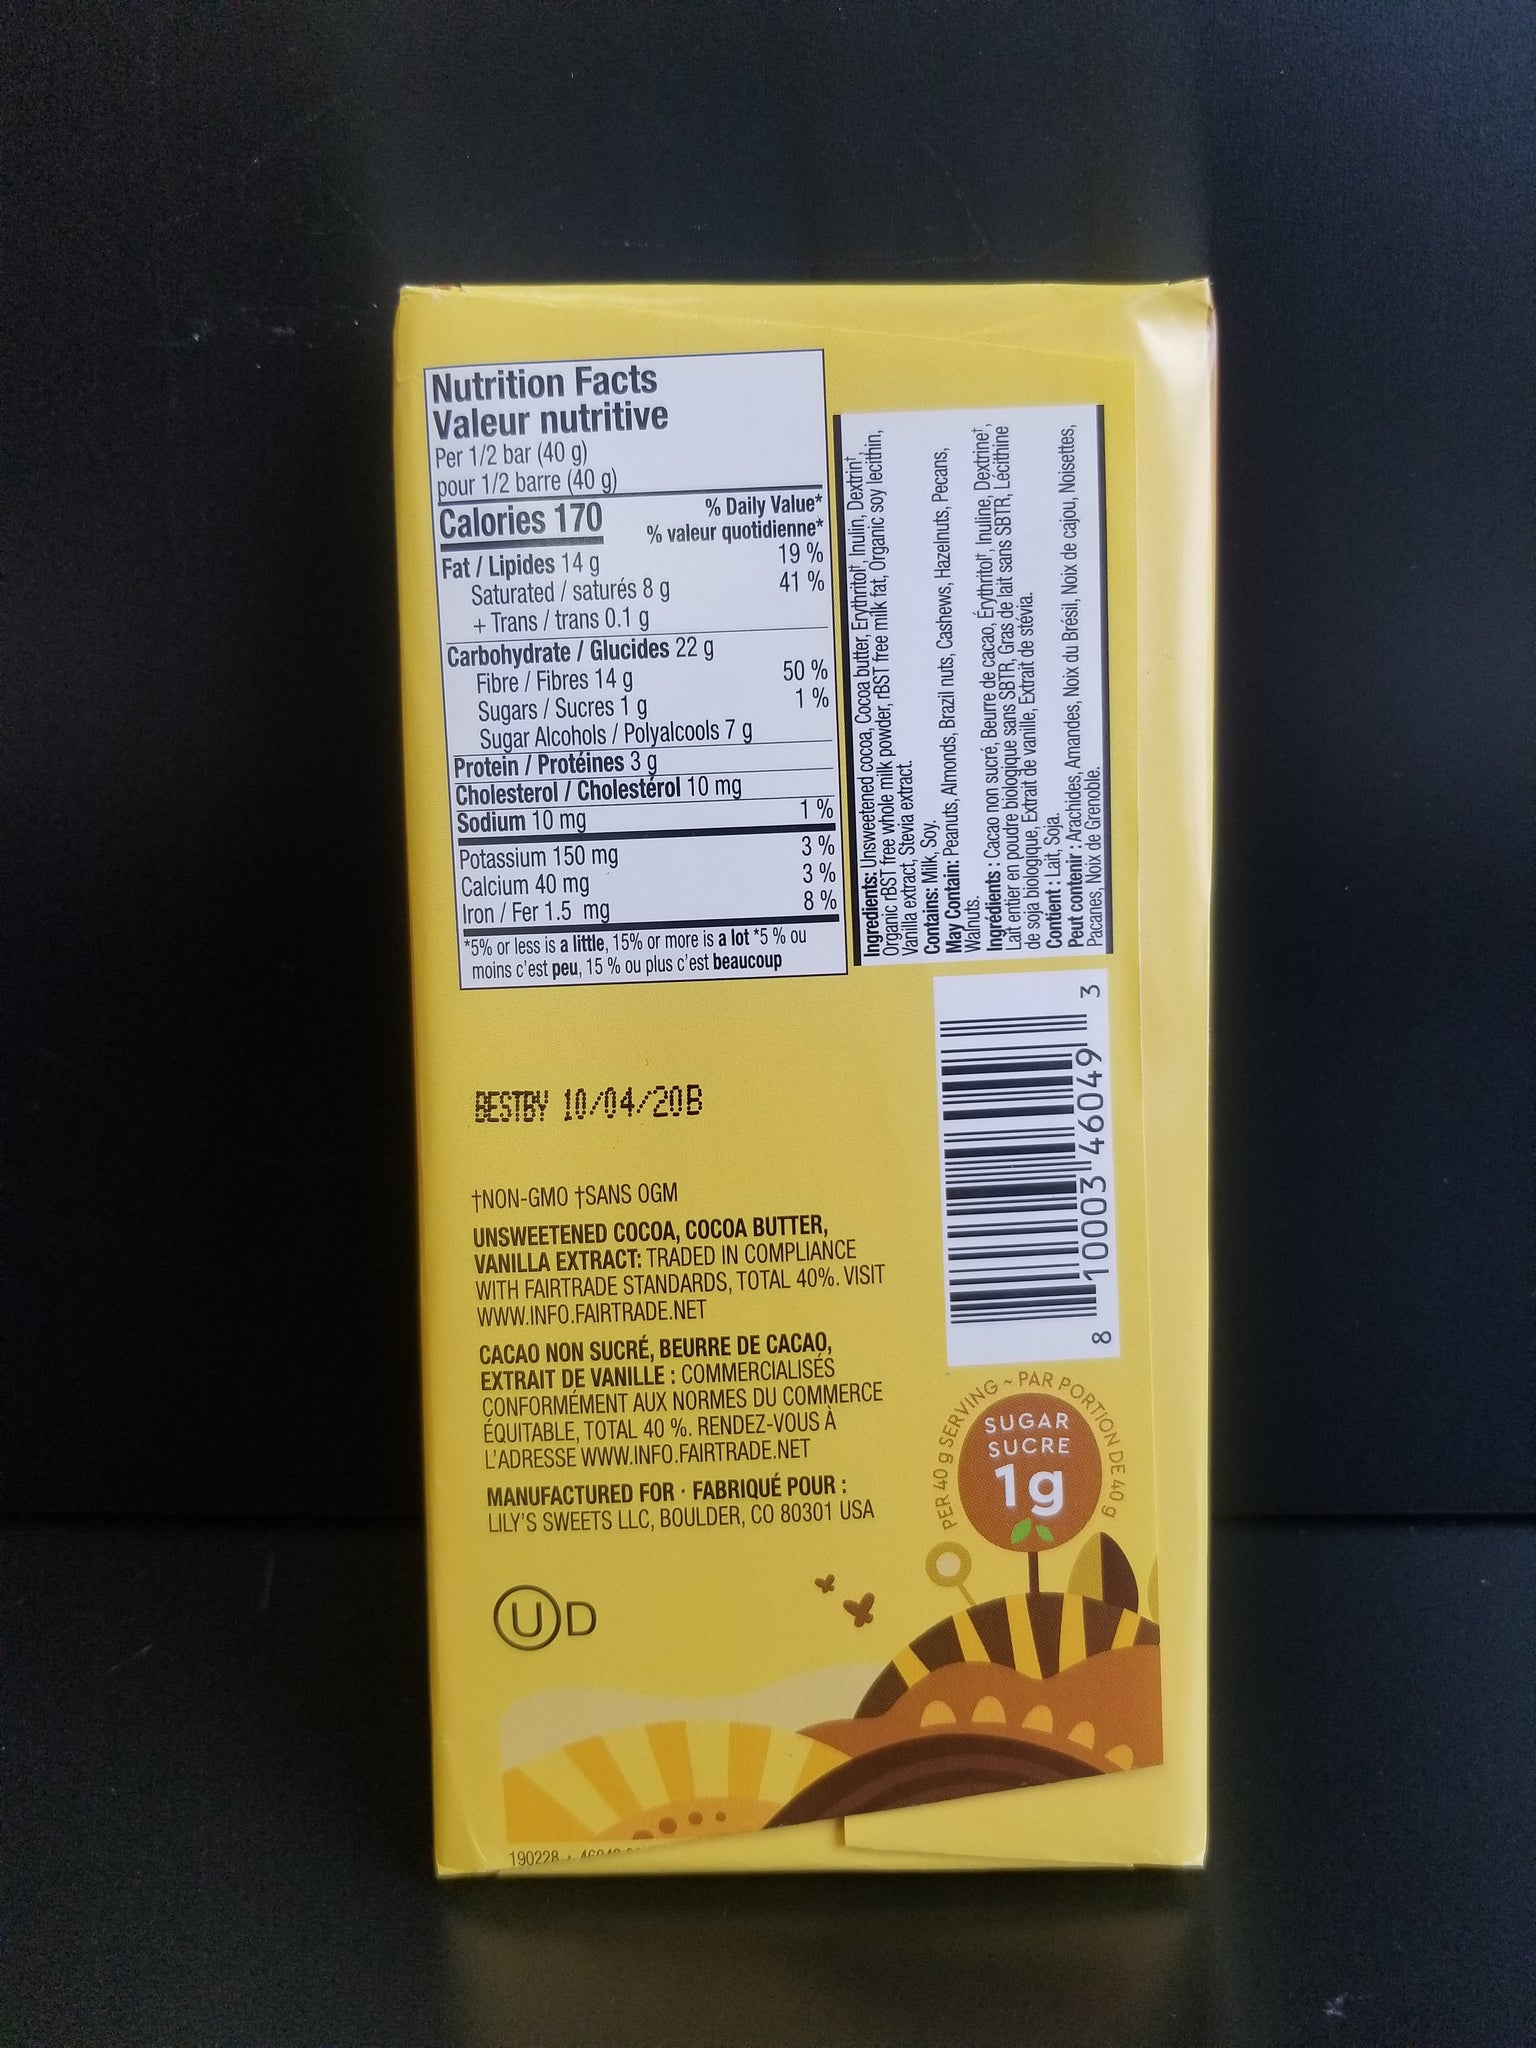 Nutrition Facts
Valeur nutritive
Per 1/2 bar (40 g)
pour 1/2 barre (40 g)
Calories 170
% Daily Value*
% valeur quotidienne*
Fat / Lipides 14 g 19 %
Saturated / saturés 8 g 41 %
+ Trans / trans 0.1 g
Carbohydrate / Glucides 22 g
Fibre / Fibres 14 g 50 %
Sugars / Sucres 1 g 1 %
Sugar Alcohols / Polyalcools 7 g
Protein / Protéines 3 g
Cholesterol / Cholestérol 10 mg
Sodium 10 mg 1 %
Potassium 150 mg 3 %
Calcium 40 mg 3 %
Iron / Fer 1.5 mg 8 %
*5% or less is a little, 15% or more is a lot *5 % ou
moins c'est peu, 15 % ou plus c'est beaucoup
Ingredients: Unsweetened cocoa, Cocoa butter, Erythritol†, Inulin, Dextrin†,
Organic rBST free whole milk powder, rBST free milk fat, Organic soy lecithin,
Vanilla extract, Stevia extract.
Contains: Milk, Soy.
May Contain: Peanuts, Almonds, Brazil nuts, Cashews, Hazelnuts, Pecans,
Walnuts.
Ingrédients : Cacao non sucré, Beurre de cacao, Érythritol†, Inuline, Dextrine†,
Lait entier en poudre biologique sans SBTR, Gras de lait sans SBTR, Lécithine
de soja biologique, Extrait de vanille, Extrait de stévia.
Contient : Lait, Soja.
Peut contenir : Arachides, Amandes, Noix du Brésil, Noix de cajou, Noisettes,
Pacanes, Noix de Grenoble.
BESTBY 10/04/20B
†NON-GMO †SANS OGM
UNSWEETENED COCOA, COCOA BUTTER,
VANILLA EXTRACT: TRADED IN COMPLIANCE
WITH FAIRTRADE STANDARDS, TOTAL 40%. VISIT
WWW.INFO.FAIRTRADE.NET
CACAO NON SUCRÉ, BEURRE DE CACAO,
EXTRAIT DE VANILLE : COMMERCIALISÉS
CONFORMÉMENT AUX NORMES DU COMMERCE
ÉQUITABLE, TOTAL 40 %. RENDEZ-VOUS À
L'ADRESSE WWW.INFO.FAIRTRADE.NET
MANUFACTURED FOR · FABRIQUÉ POUR :
LILY'S SWEETS LLC, BOULDER, CO 80301 USA
8 10003 46049 3
PER 40 g SERVING ~ PAR PORTION DE 40 g
SUGAR
SUCRE
1g
U D
190228